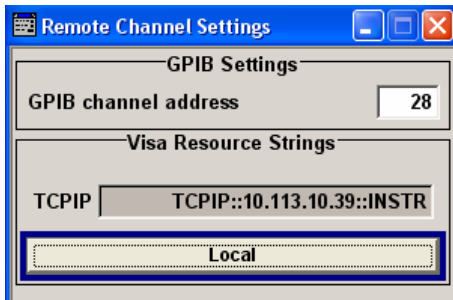 Remote Channel Settings
GPIB Settings
GPIB channel address 28
Visa Resource Strings
TCPIP TCPIP::10.113.10.39::INSTR
Local